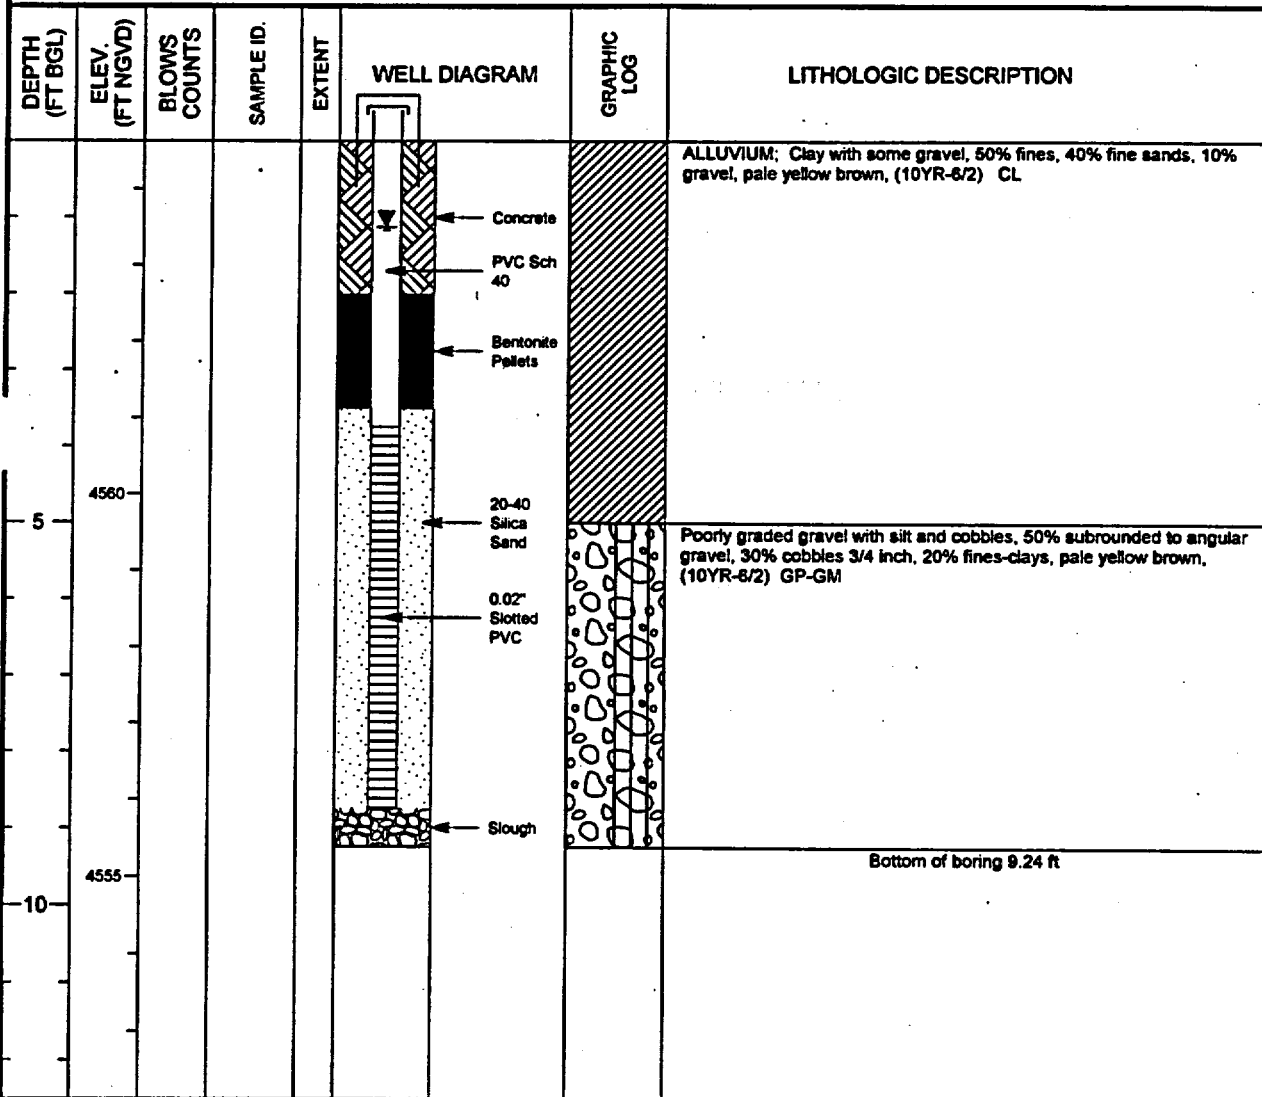 DEPTH
(FT BGL)
ELEV.
(FT NGVD)
BLOWS
COUNTS
SAMPLE ID.
EXTENT
WELL DIAGRAM
GRAPHIC
LOG
LITHOLOGIC DESCRIPTION
ALLUVIUM; Clay with some gravel, 50% fines, 40% fine sands, 10%
gravel, pale yellow brown, (10YR-6/2) CL
Concrete
PVC Sch
40
Bentonite
Pellets
4560
5
20-40
Silica
Sand
Poorly graded gravel with silt and cobbles, 50% subrounded to angular
gravel, 30% cobbles 3/4 inch, 20% fines-clays, pale yellow brown,
(10YR-6/2) GP-GM
0.02"
Slotted
PVC
Slough
Bottom of boring 9.24 ft
4555
10